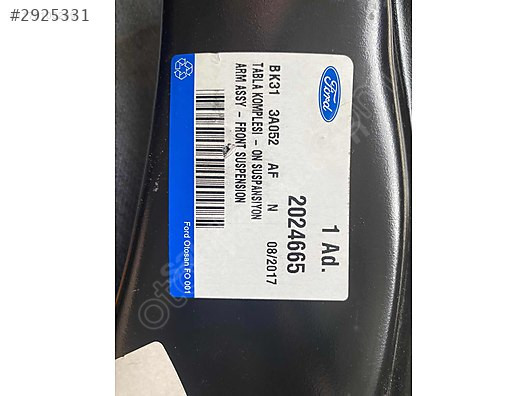 #2925331
Ford
1 Ad.
2024665
BK31 3A052 AF N 08/2017
TABLA KOMPLESI - ON SUSPANSIYON
ARM ASSY - FRONT SUSPENSION
Ford Otosan FO 001